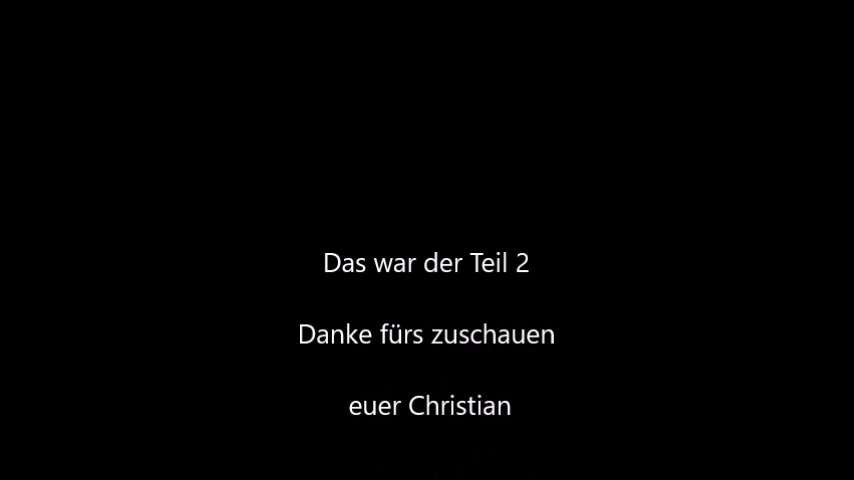 Das war der Teil 2
Danke fürs zuschauen
euer Christian